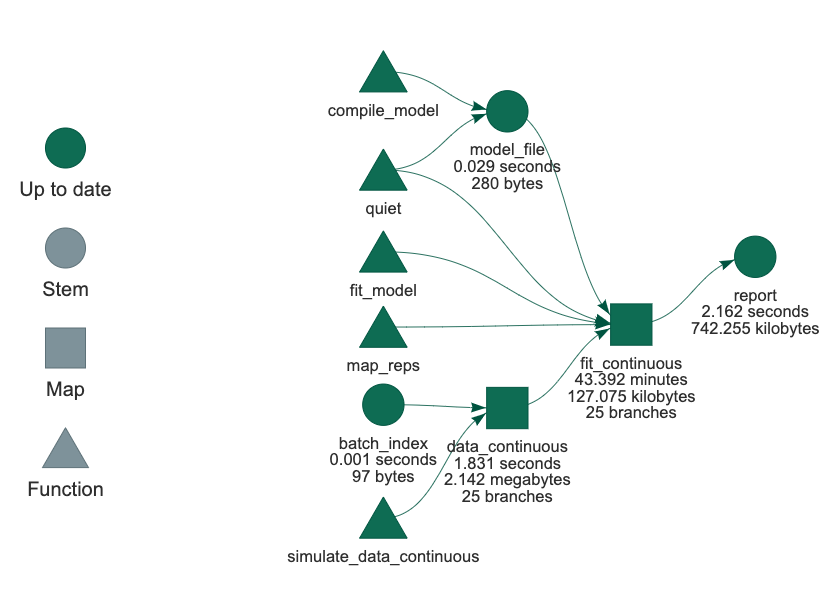 Up to date
Stem
Map
Function
compile_model
model_file
0.029 seconds
280 bytes
quiet
fit_model
map_reps
batch_index
0.001 seconds
97 bytes
data_continuous
1.831 seconds
2.142 megabytes
25 branches
simulate_data_continuous
fit_continuous
43.392 minutes
127.075 kilobytes
25 branches
report
2.162 seconds
742.255 kilobytes